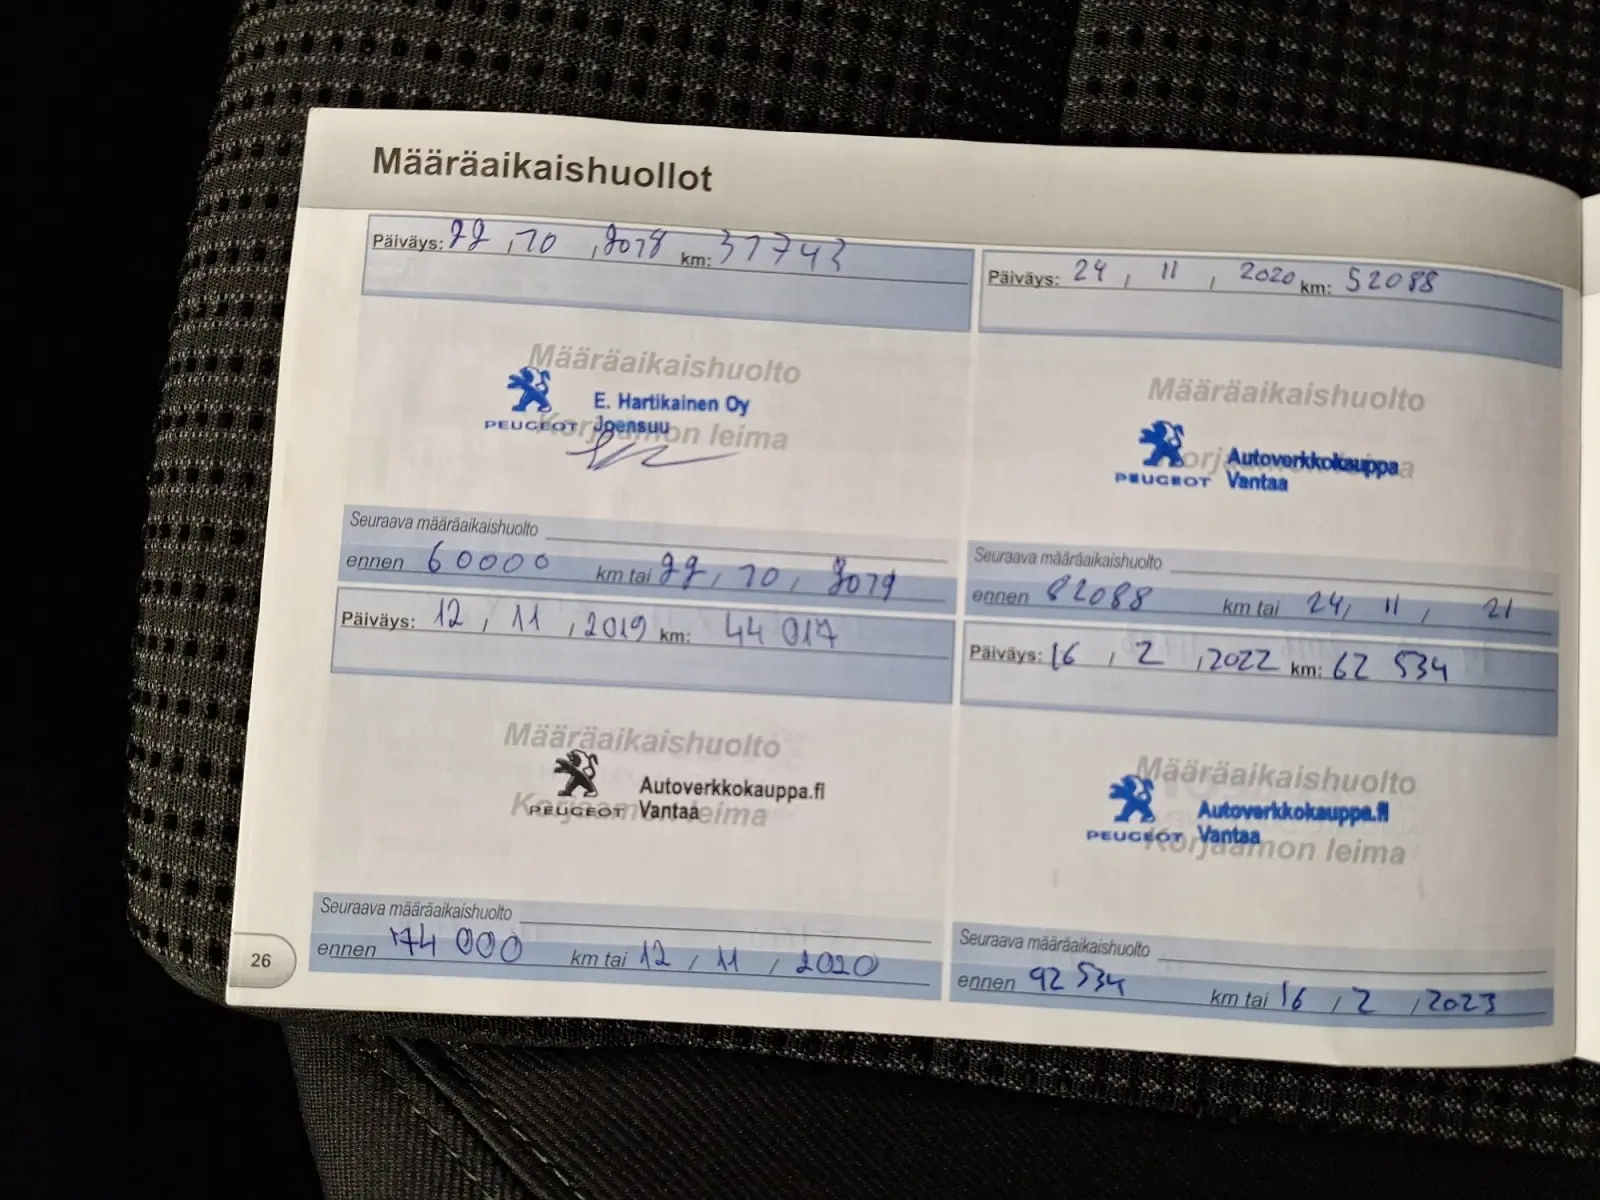 Määräaikaishuollot
Päiväys: 22 , 10 , 2018 km: 31743
Määräaikaishuolto
Korjaamon leima
PEUGEOT
E. Hartikainen Oy
Joensuu
Seuraava määräaikaishuolto
ennen 60000 km tai 22 , 10 , 2019
Päiväys: 12 , 11 , 2019 km: 44 017
Määräaikaishuolto
Korjaamon leima
PEUGEOT
Autoverkkokauppa.fi
Vantaa
Seuraava määräaikaishuolto
ennen 74 000 km tai 12 , 11 , 2020
26
Päiväys: 24 , 11 , 2020 km: 52088
Määräaikaishuolto
PEUGEOT
Autoverkkokauppa
Vantaa
Seuraava määräaikaishuolto
ennen 82088 km tai 24 , 11 , 21
Päiväys: 16 , 2 , 2022 km: 62 534
Määräaikaishuolto
Korjaamon leima
PEUGEOT
Autoverkkokauppa.fi
Vantaa
Seuraava määräaikaishuolto
ennen 92 534 km tai 16 , 2 , 2023